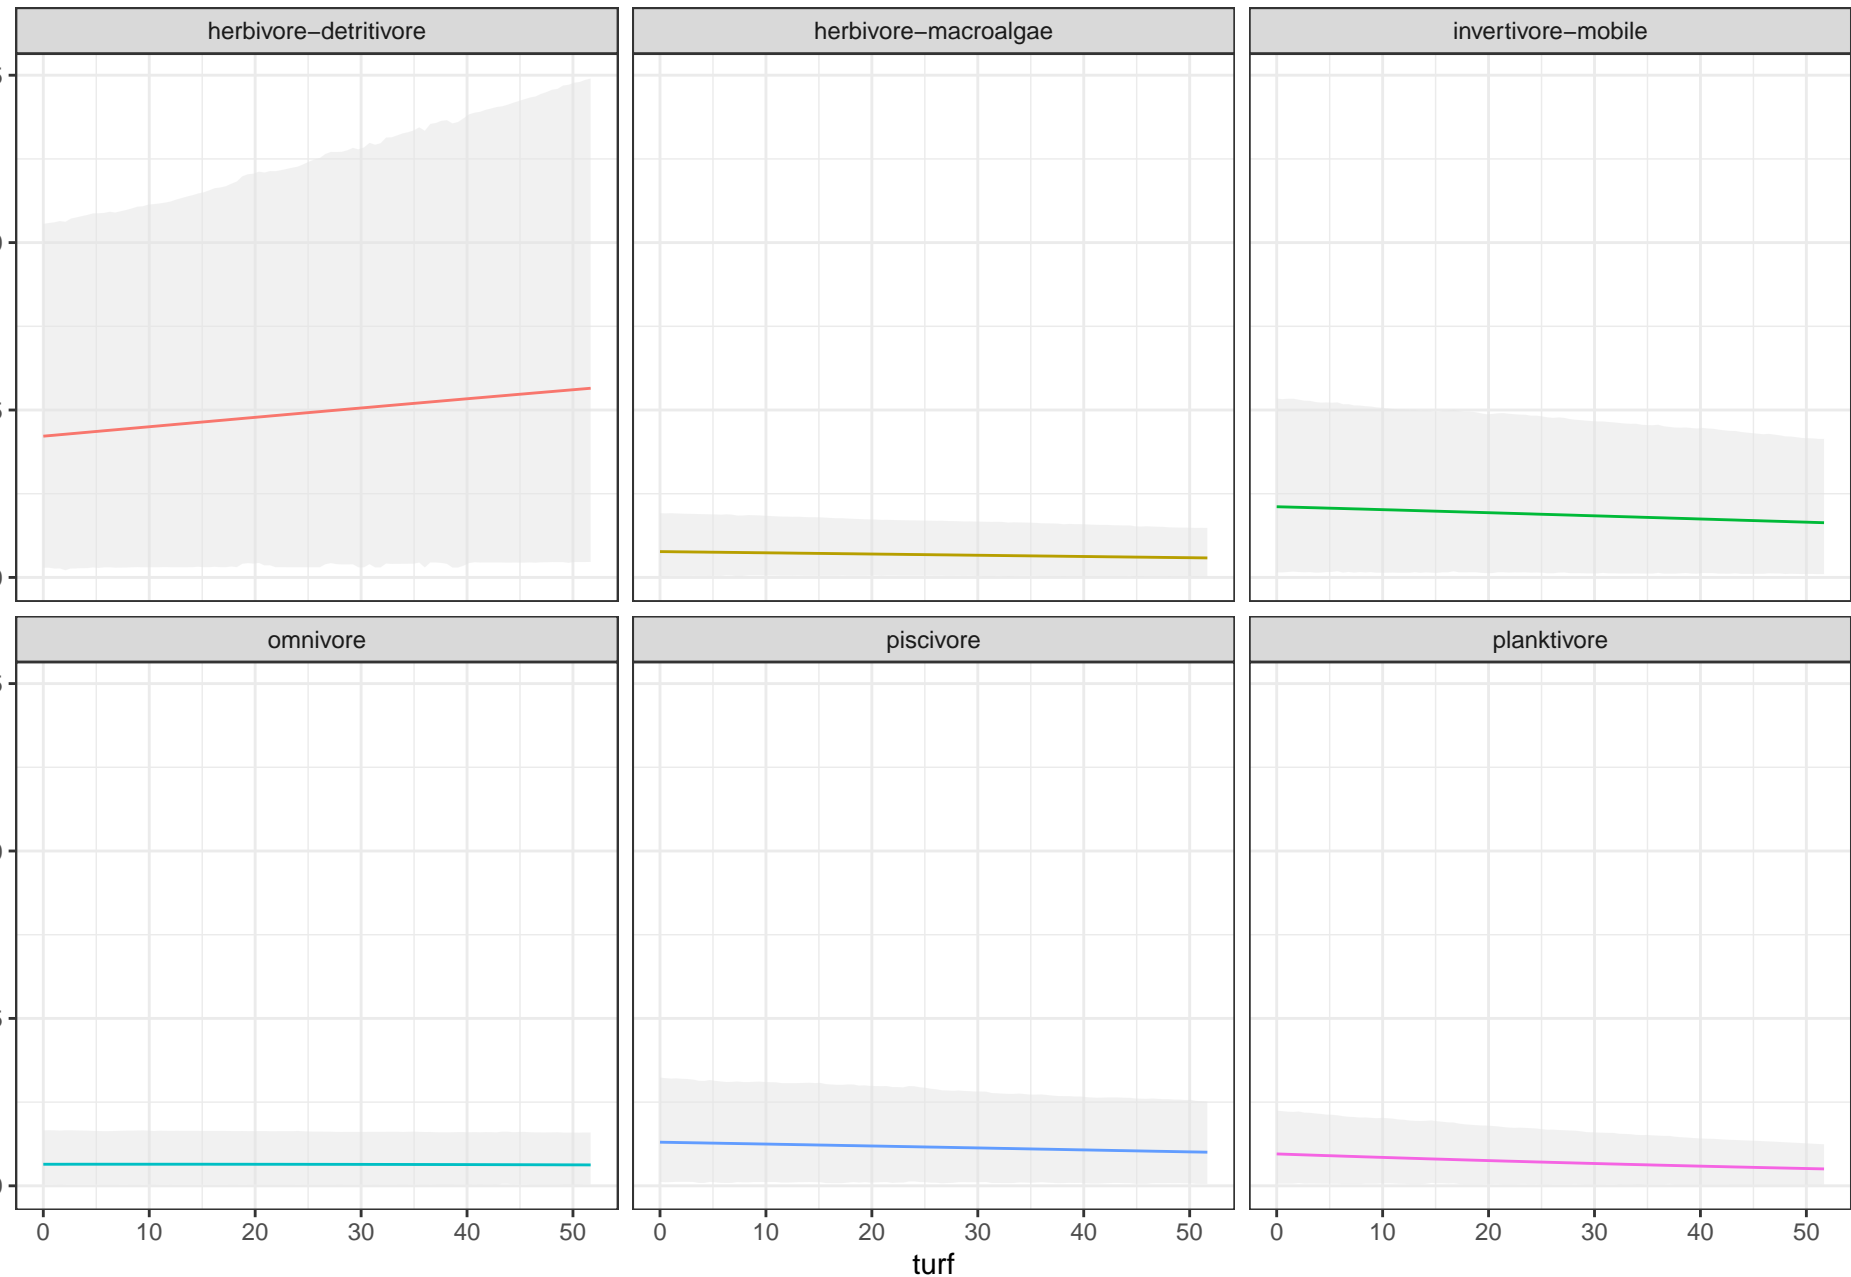 herbivore−detritivore herbivore−macroalgae invertivore−mobile
omnivore piscivore planktivore
0 10 20 30 40 50 0 10 20 30 40 50 0 10 20 30 40 50
turf